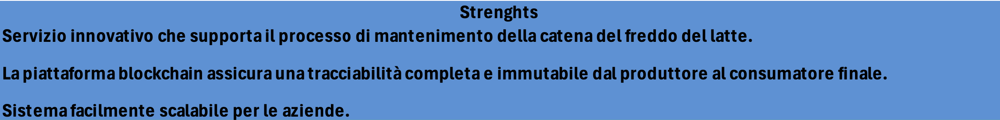 Strenghts
Servizio innovativo che supporta il processo di mantenimento della catena del freddo del latte.
La piattaforma blockchain assicura una tracciabilità completa e immutabile dal produttore al consumatore finale.
Sistema facilmente scalabile per le aziende.